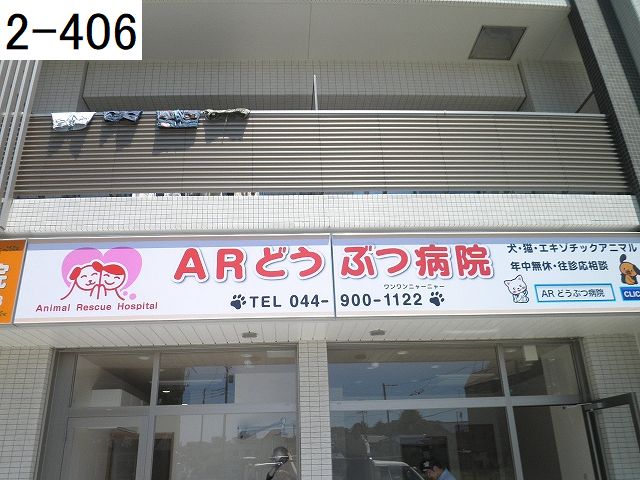 2-406
ARどうぶつ病院
犬・猫・エキゾチックアニマル
年中無休・往診応相談
Animal Rescue Hospital
TEL 044-900-1122
ワンワンニャーニャー
ARどうぶつ病院
CLIC
院